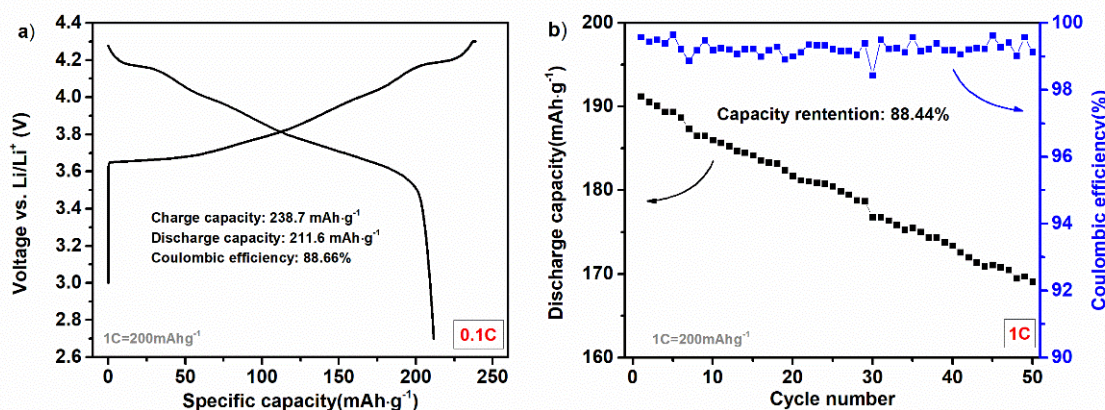 a)
4.4
4.2
4.0
3.8
3.6
3.4
3.2
3.0
2.8
2.6
Voltage vs. Li/Li⁺ (V)
Charge capacity: 238.7 mAh·g⁻¹
Discharge capacity: 211.6 mAh·g⁻¹
Coulombic efficiency: 88.66%
1C=200mAhg⁻¹
0.1C
0 50 100 150 200 250
Specific capacity(mAh·g⁻¹)
b)
200
190
180
170
160
Discharge capacity(mAh·g⁻¹)
Capacity rentention: 88.44%
1C=200mAhg⁻¹
1C
0 10 20 30 40 50
Cycle number
100
98
96
94
92
90
Coulombic efficiency(%)